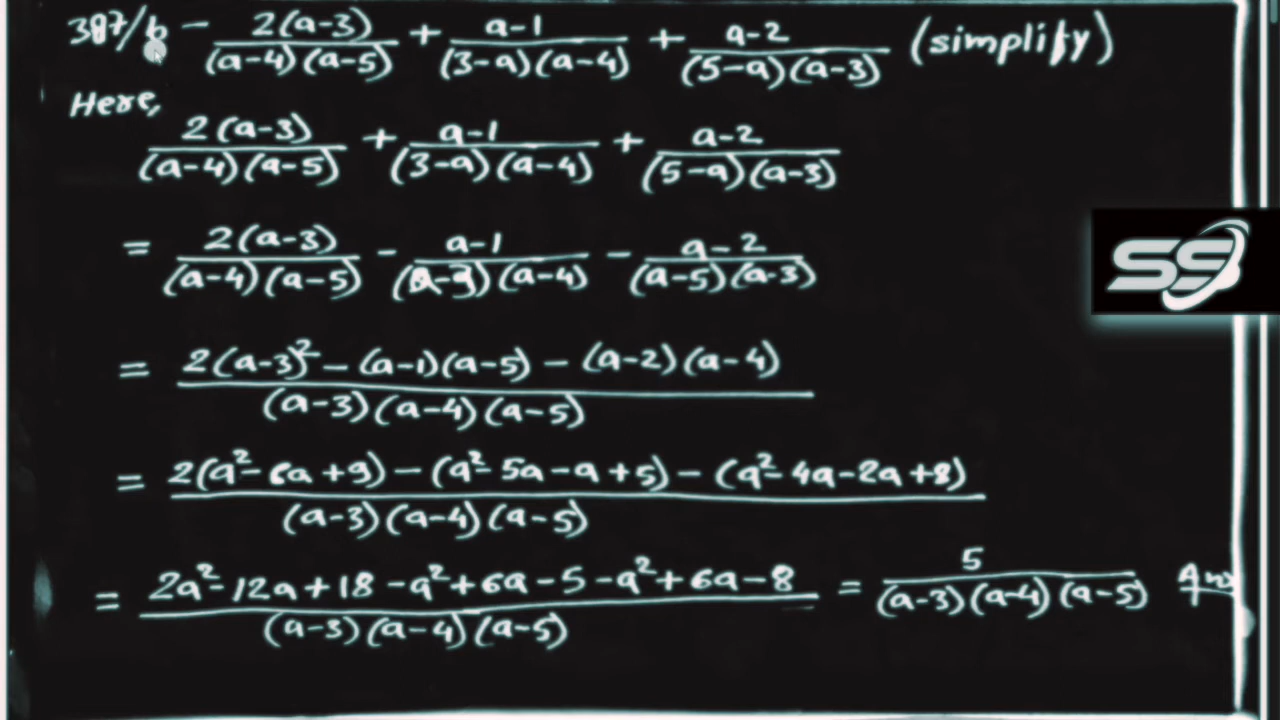 387/b - 2(a-3)/(a-4)(a-5) + a-1/(3-a)(a-4) + a-2/(5-a)(a-3) (simplify)
Here,
2(a-3)/(a-4)(a-5) + a-1/(3-a)(a-4) + a-2/(5-a)(a-3)
= 2(a-3)/(a-4)(a-5) - a-1/(a-3)(a-4) - a-2/(a-5)(a-3)
SS
= 2(a-3)² - (a-1)(a-5) - (a-2)(a-4)/(a-3)(a-4)(a-5)
= 2(a²-6a+9) - (a²-5a-a+5) - (a²-4a-2a+8)/(a-3)(a-4)(a-5)
= 2a²-12a+18-a²+6a-5-a²+6a-8/(a-3)(a-4)(a-5) = 5/(a-3)(a-4)(a-5) Ans